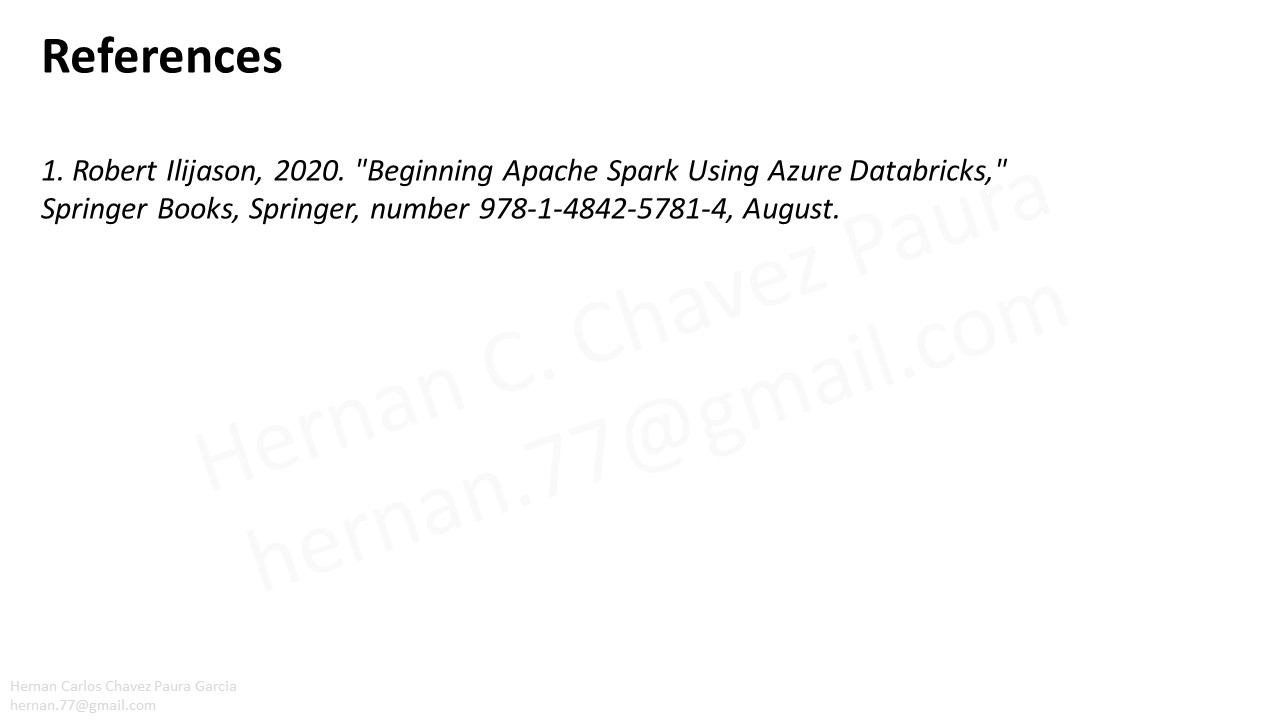 References
1. Robert Ilijason, 2020. "Beginning Apache Spark Using Azure Databricks,"
Springer Books, Springer, number 978-1-4842-5781-4, August.
Hernan C. Chavez Paura
hernan.77@gmail.com
Hernan Carlos Chavez Paura Garcia
hernan.77@gmail.com